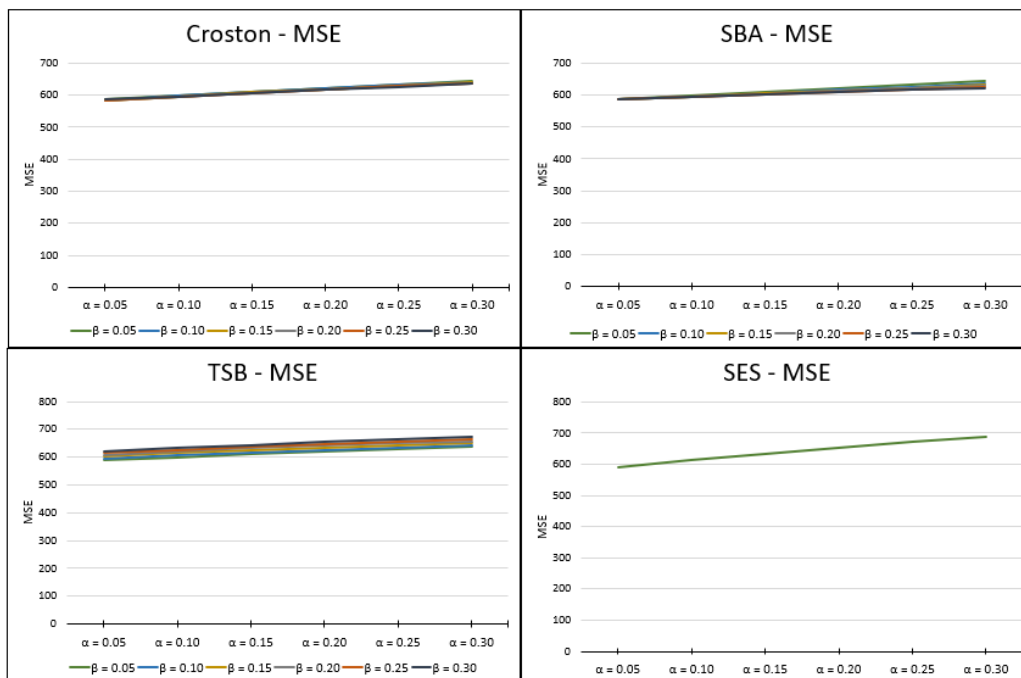 Croston - MSE
700
600
500
400
300
200
100
0
MSE
α = 0.05 α = 0.10 α = 0.15 α = 0.20 α = 0.25 α = 0.30
β = 0.05 β = 0.10 β = 0.15 β = 0.20 β = 0.25 β = 0.30
SBA - MSE
700
600
500
400
300
200
100
0
MSE
α = 0.05 α = 0.10 α = 0.15 α = 0.20 α = 0.25 α = 0.30
β = 0.05 β = 0.10 β = 0.15 β = 0.20 β = 0.25 β = 0.30
TSB - MSE
800
700
600
500
400
300
200
100
0
MSE
α = 0.05 α = 0.10 α = 0.15 α = 0.20 α = 0.25 α = 0.30
β = 0.05 β = 0.10 β = 0.15 β = 0.20 β = 0.25 β = 0.30
SES - MSE
800
700
600
500
400
300
200
100
0
MSE
α = 0.05 α = 0.10 α = 0.15 α = 0.20 α = 0.25 α = 0.30